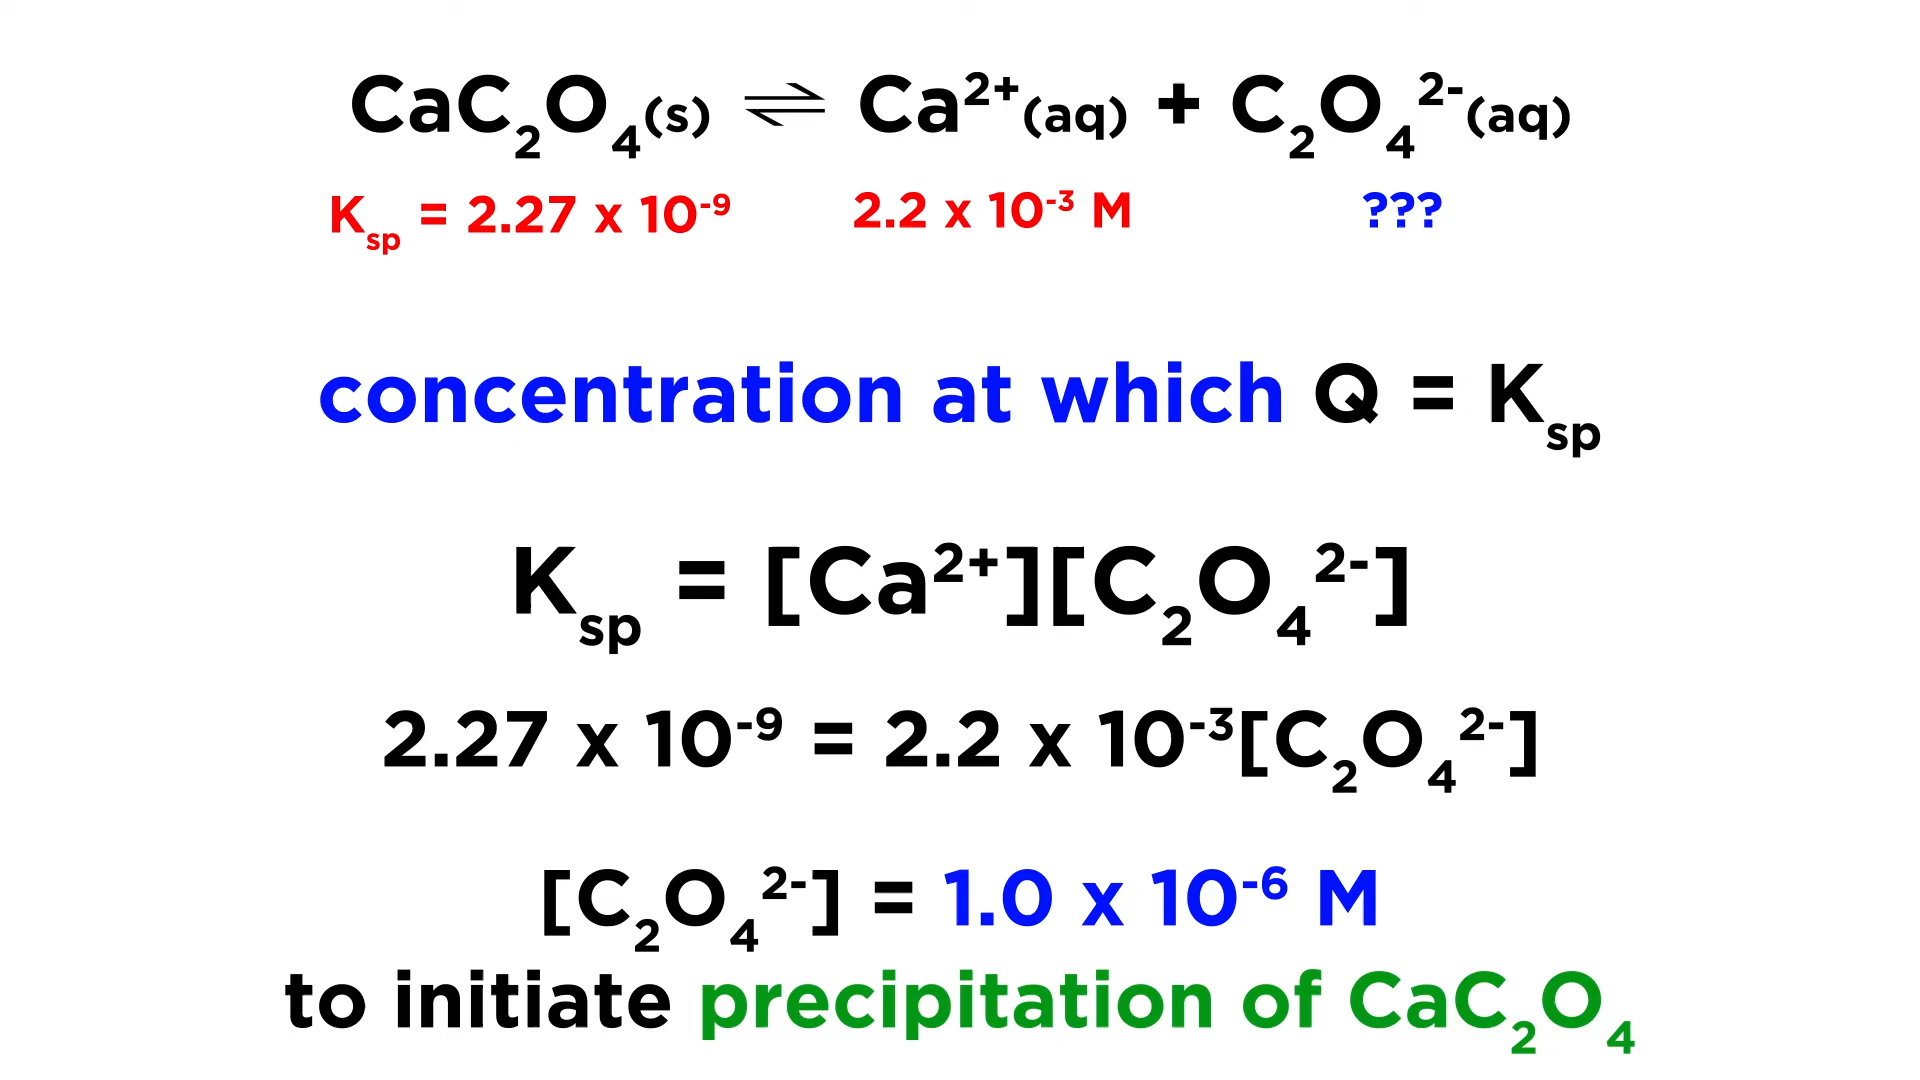 CaC₂O₄(s) ⇌ Ca²⁺(aq) + C₂O₄²⁻(aq)
Kₛₚ = 2.27 x 10⁻⁹ 2.2 x 10⁻³ M ???
concentration at which Q = Kₛₚ
Kₛₚ = [Ca²⁺][C₂O₄²⁻]
2.27 x 10⁻⁹ = 2.2 x 10⁻³[C₂O₄²⁻]
[C₂O₄²⁻] = 1.0 x 10⁻⁶ M
to initiate precipitation of CaC₂O₄